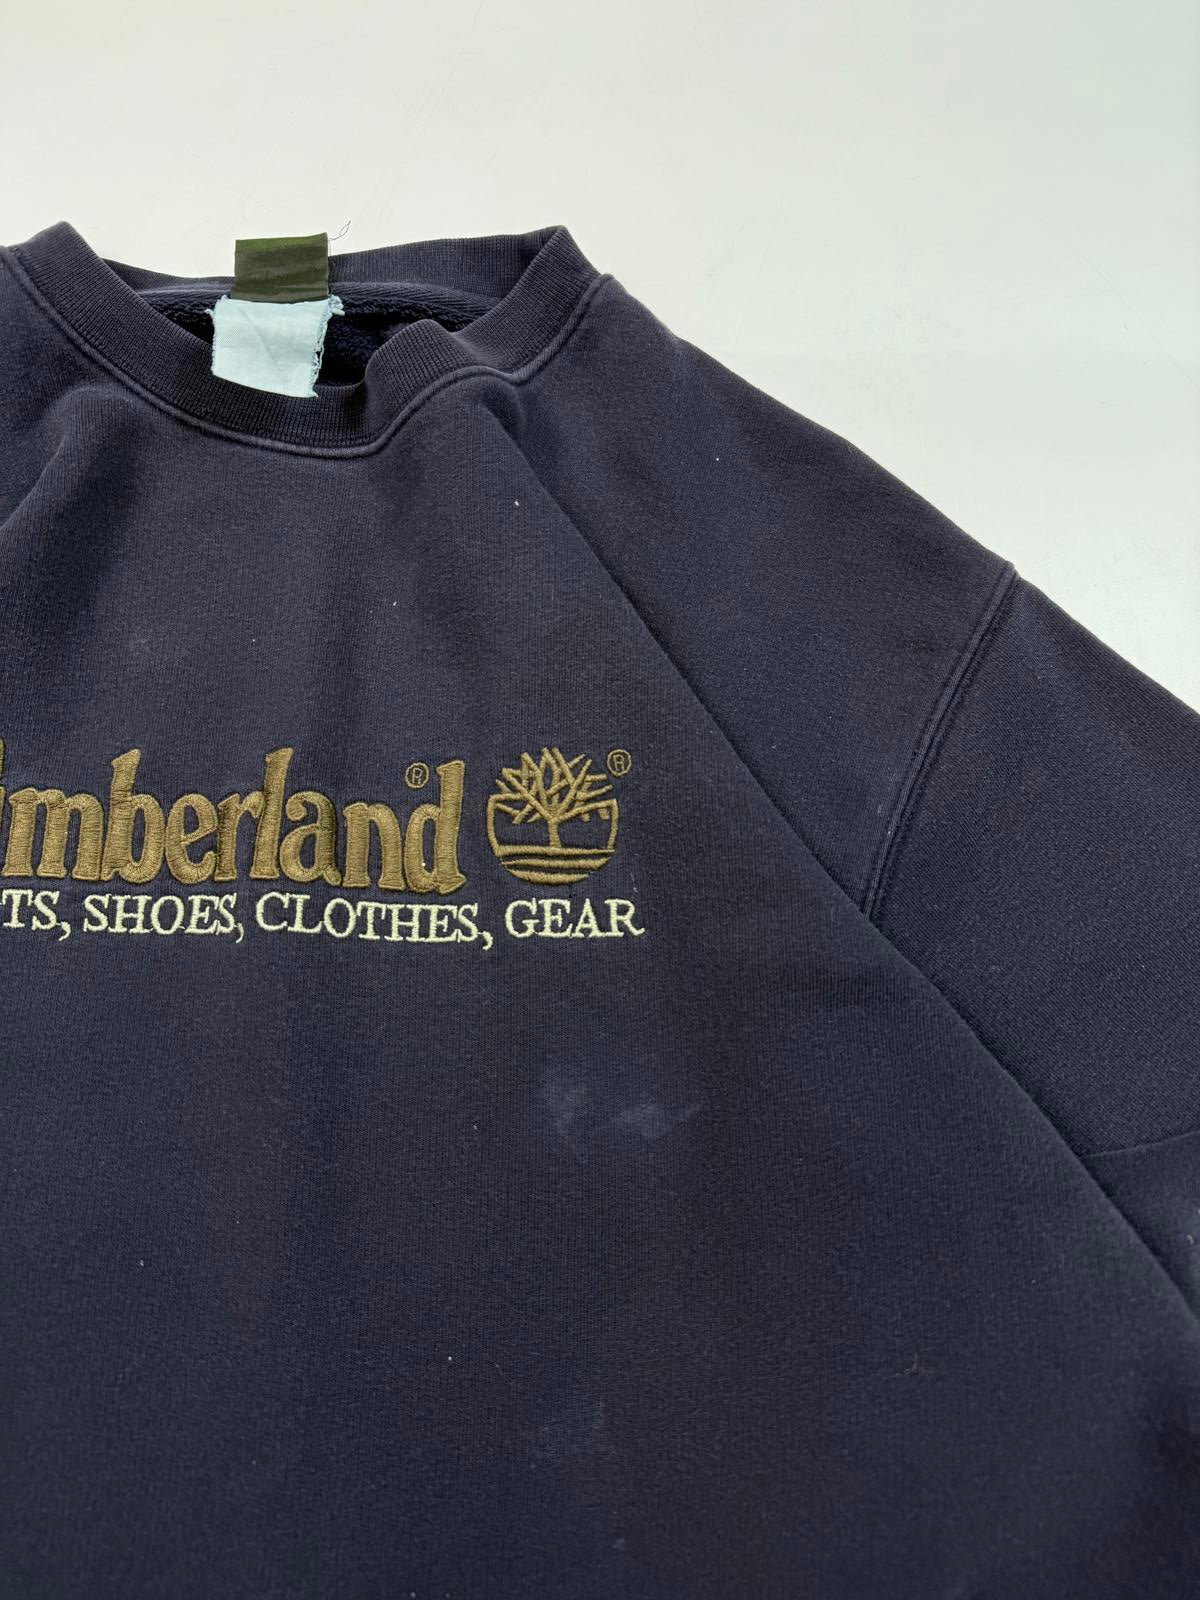 imberland® ®
TS, SHOES, CLOTHES, GEAR